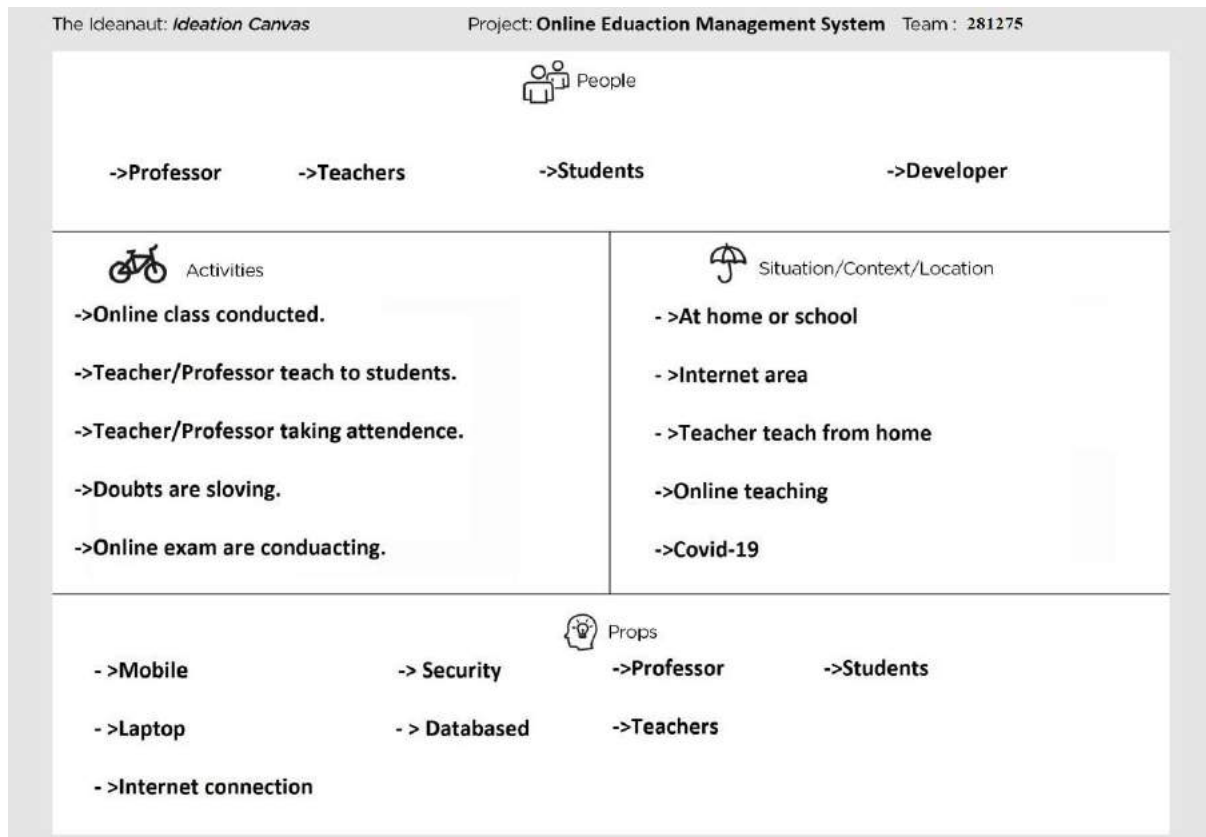 The Ideanaut: Ideation Canvas Project: Online Eduaction Management System Team : 281275
People
->Professor ->Teachers ->Students ->Developer
Activities
->Online class conducted.
->Teacher/Professor teach to students.
->Teacher/Professor taking attendence.
->Doubts are sloving.
->Online exam are conduacting.
Situation/Context/Location
- >At home or school
- >Internet area
- >Teacher teach from home
->Online teaching
->Covid-19
Props
- >Mobile -> Security ->Professor ->Students
- >Laptop - > Databased ->Teachers
- >Internet connection